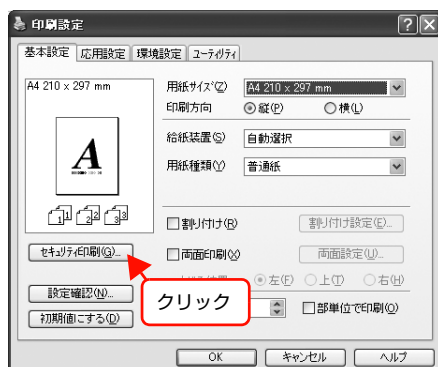 印刷設定
基本設定 応用設定 環境設定 ユーティリティ
A4 210 x 297 mm
用紙サイズ(Z) A4 210 x 297 mm
印刷方向 縦(P) 横(L)
給紙装置(S) 自動選択
用紙種類(Y) 普通紙
A
1 1 2 2 3 3
割り付け(R) 割り付け設定(E)...
セキュリティ印刷(G)...
両面印刷(X) 両面設定(U)...
左(F) 上(T) 右(H)
設定確認(N)...
クリック
部単位で印刷(O)
初期値にする(D)
OK キャンセル ヘルプ